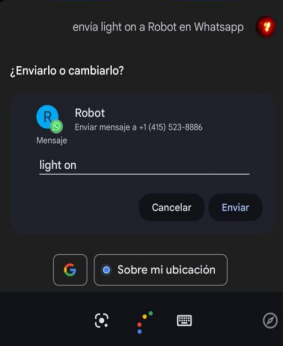 envía light on a Robot en Whatsapp
¿Enviarlo o cambiarlo?
R
Robot
Enviar mensaje a +1 (415) 523-8886
Mensaje
light on
Cancelar Enviar
G Sobre mi ubicación